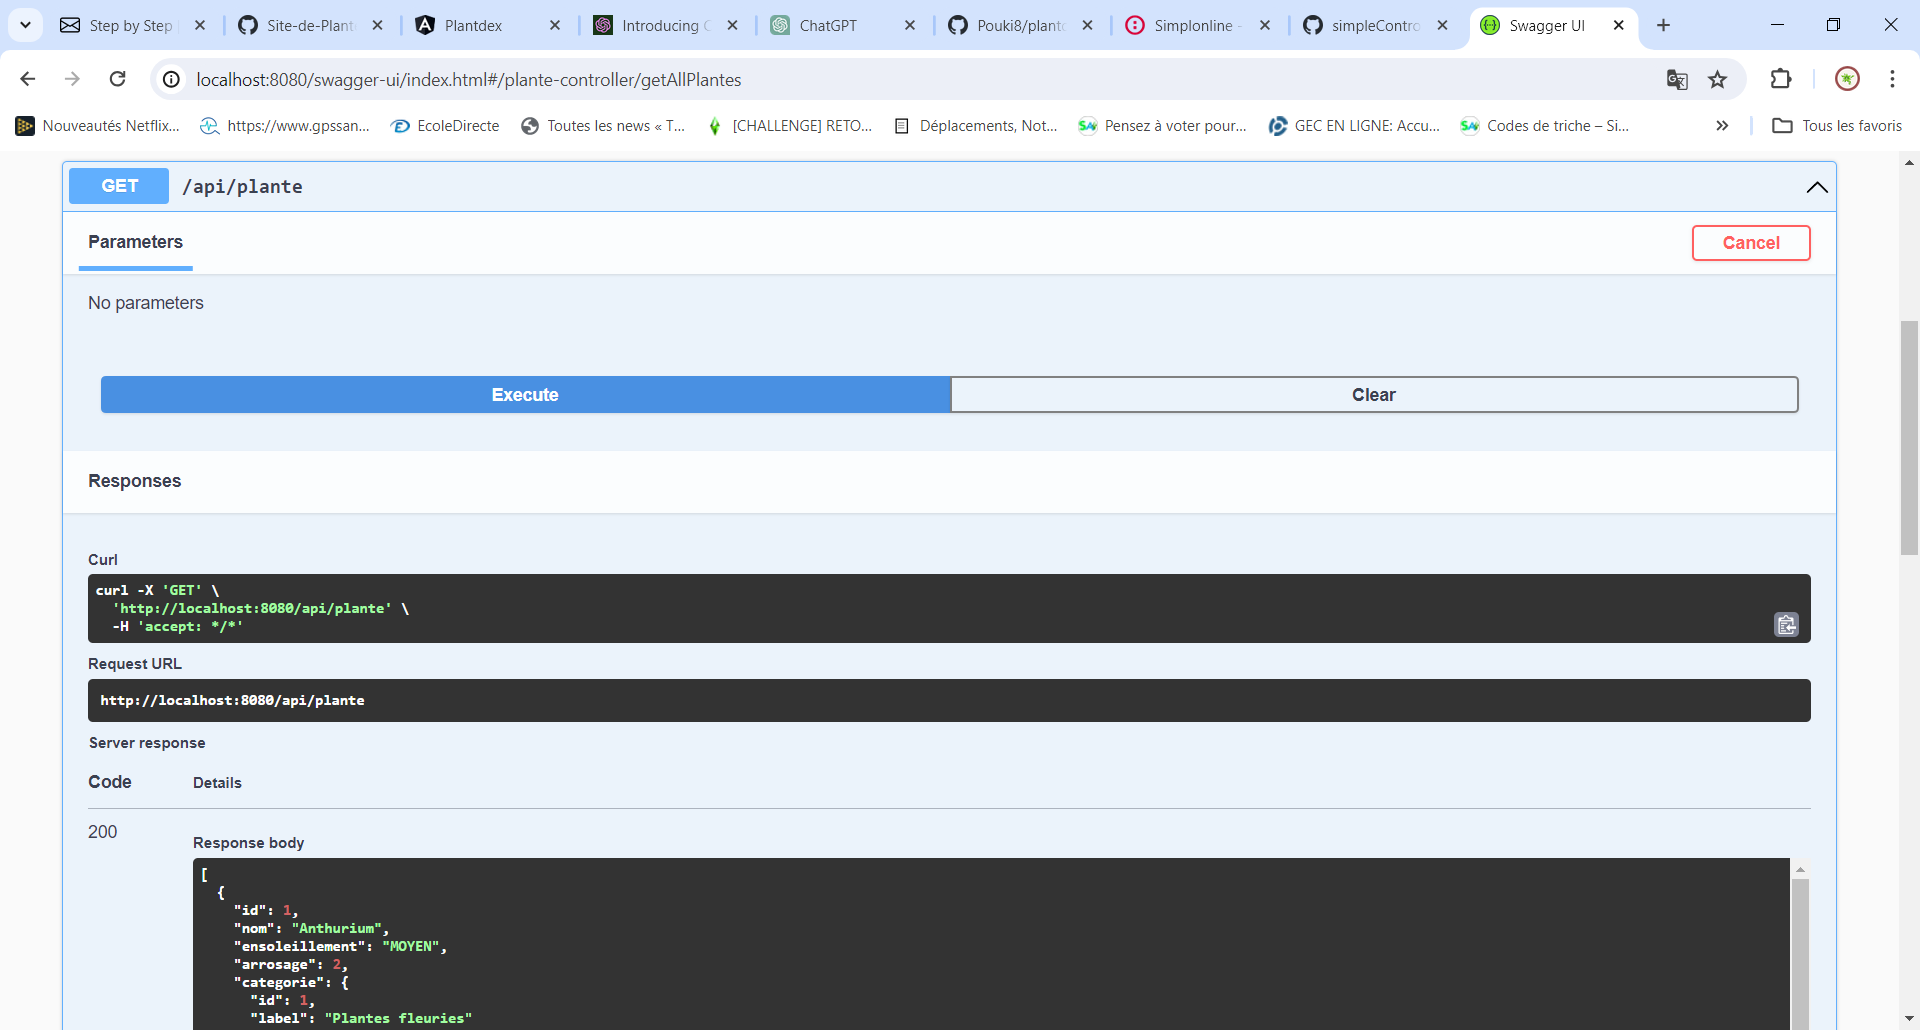 Step by Step
Site-de-Plant
Plantdex
Introducing
ChatGPT
Pouki8/plante
Simplonline -
simpleContro
Swagger UI
localhost:8080/swagger-ui/index.html#/plante-controller/getAllPlantes
Nouveautés Netflix...
https://www.gpssan...
EcoleDirecte
Toutes les news « T...
[CHALLENGE] RETO...
Déplacements, Not...
Pensez à voter pour...
GEC EN LIGNE: Accu...
Codes de triche – Si...
Tous les favoris
GET /api/plante
Parameters
Cancel
No parameters
Execute
Clear
Responses
Curl
curl -X 'GET' \
'http://localhost:8080/api/plante' \
-H 'accept: */*'
Request URL
http://localhost:8080/api/plante
Server response
Code Details
200
Response body
[
{
"id": 1,
"nom": "Anthurium",
"ensoleillement": "MOYEN",
"arrosage": 2,
"categorie": {
"id": 1,
"label": "Plantes fleuries"